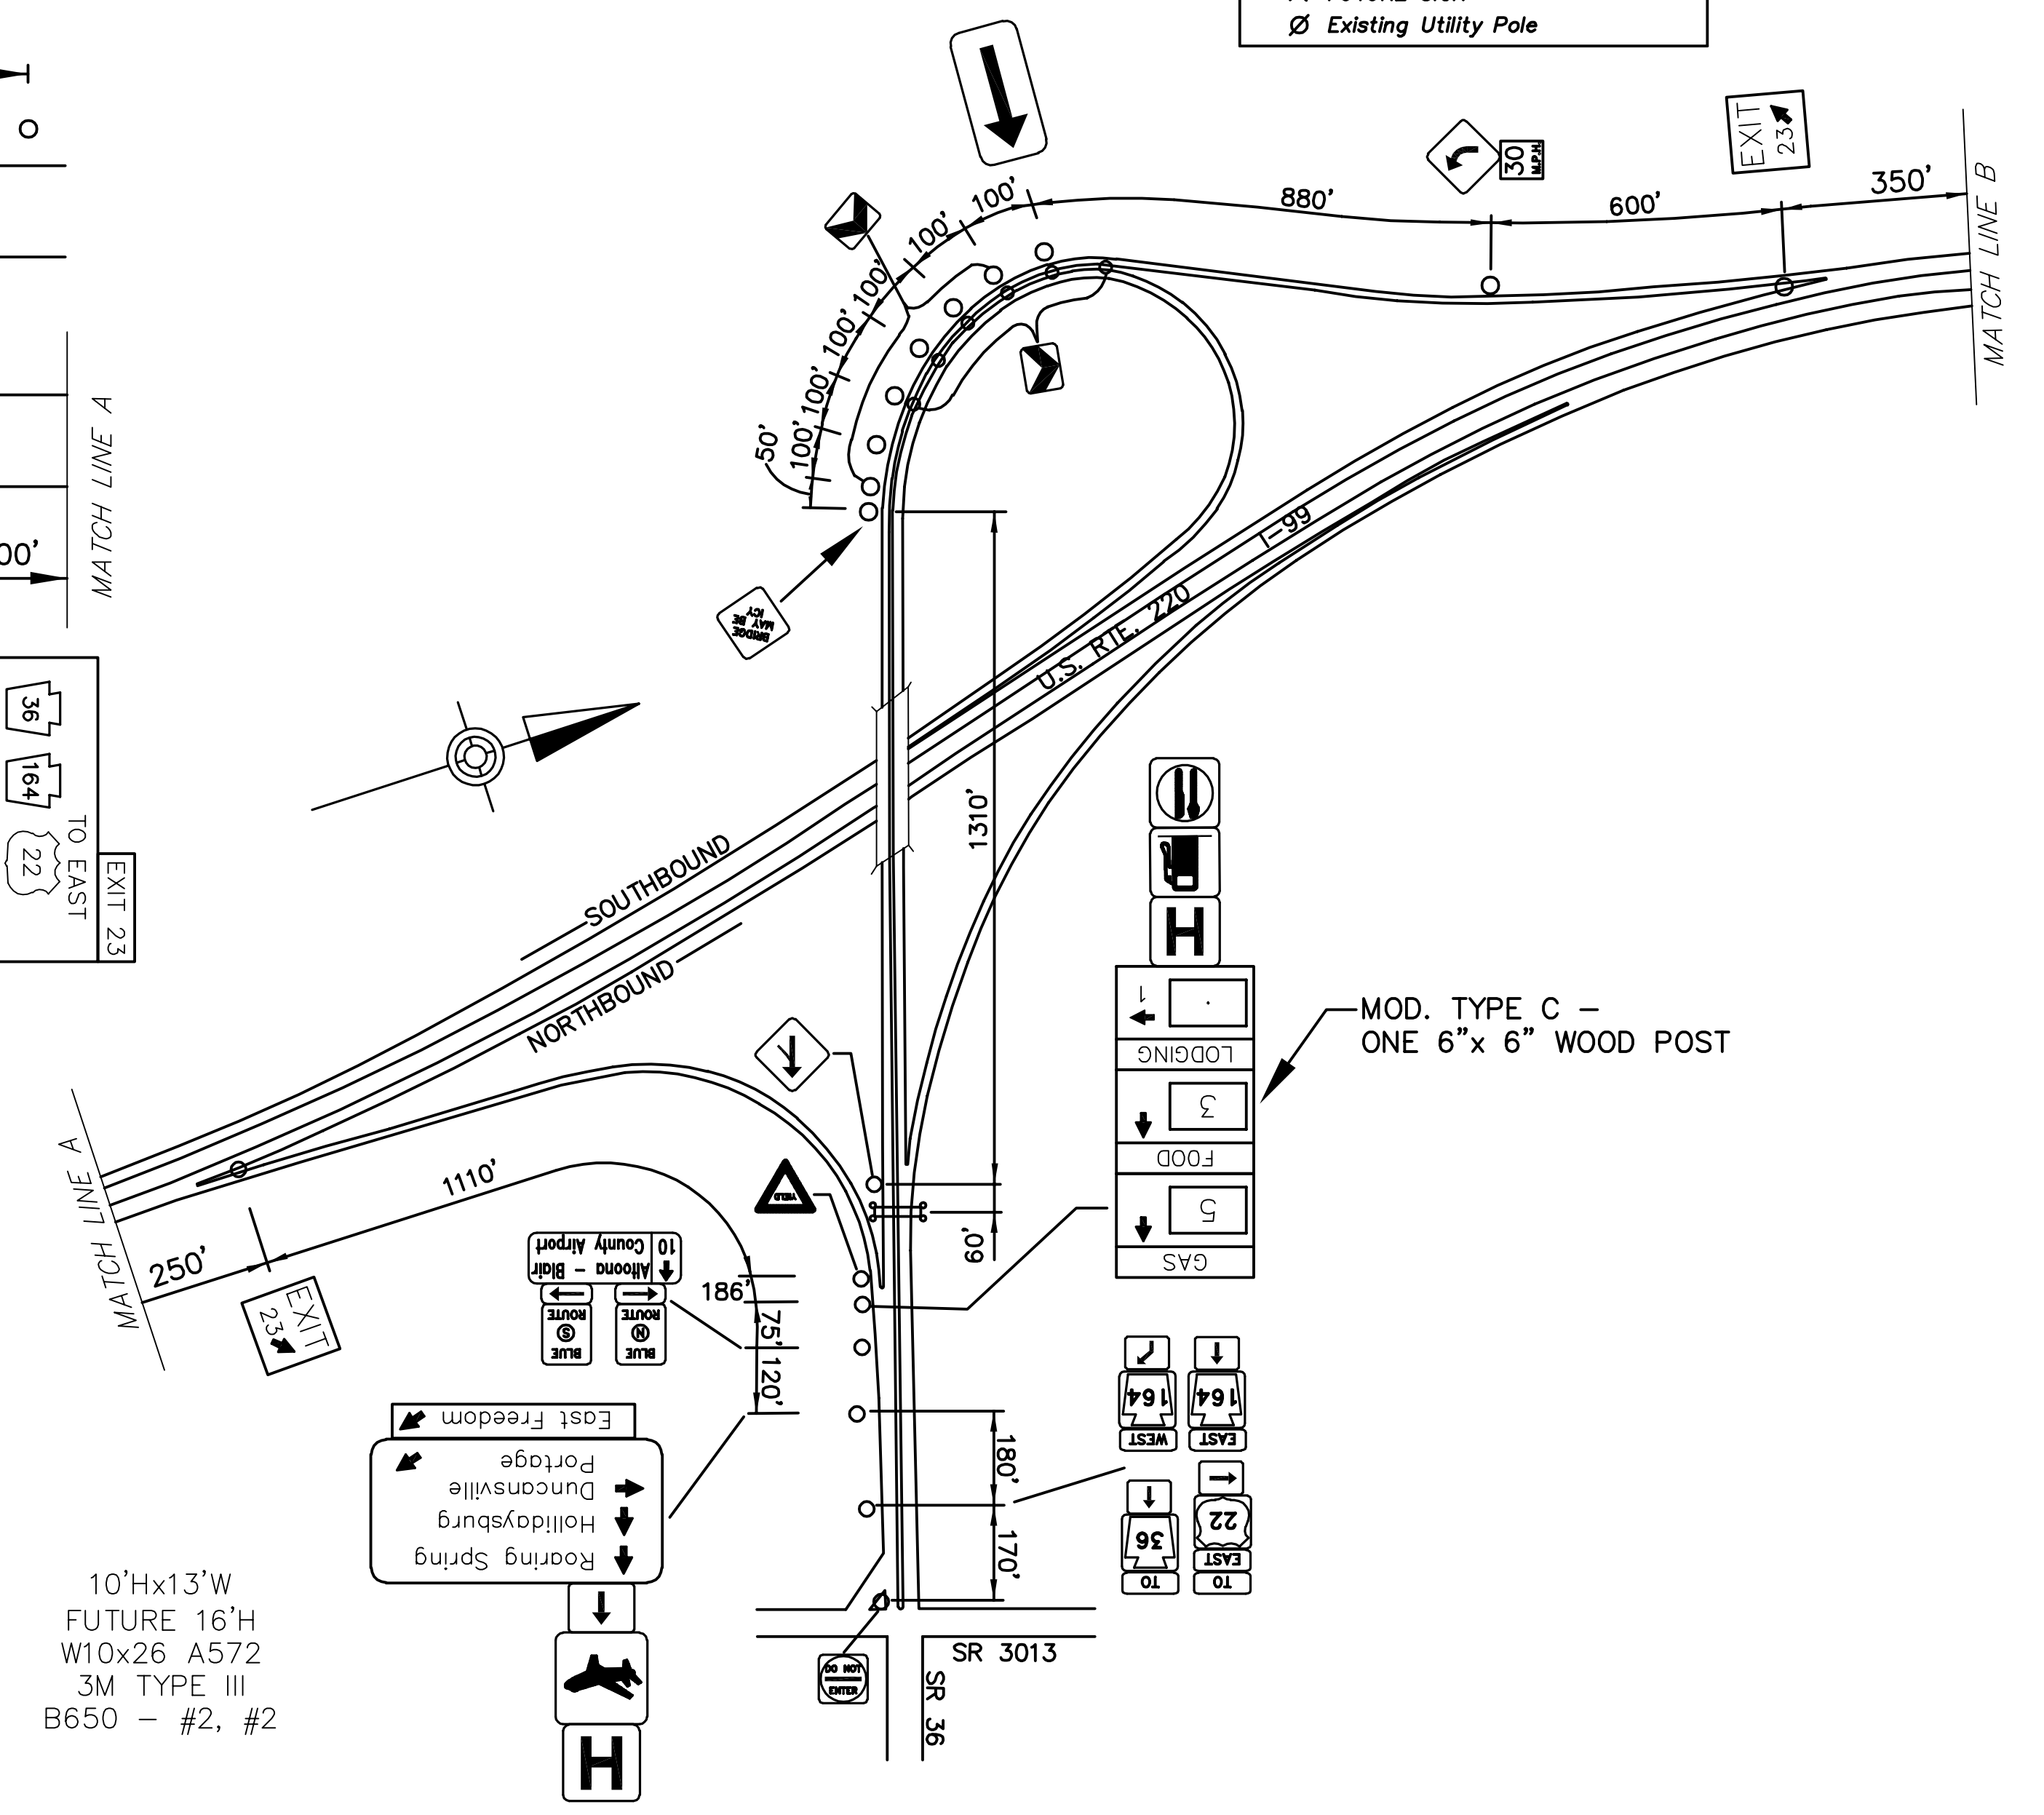 Ø Existing Utility Pole
EXIT
23
30
M.P.H.
350'
600'
880'
100'
100'
100'
100'
100'
100'
50'
MATCH LINE B
MATCH LINE A
00'
BRIDGE
MAY BE
ICY
I-99
U.S. RTE. 220
36
164
TO EAST
22
EXIT 23
1310'
SOUTHBOUND
NORTHBOUND
H
1
LODGING
3
FOOD
5
GAS
MOD. TYPE C -
ONE 6"x 6" WOOD POST
MATCH LINE A
250'
1110'
EXIT
23
YIELD
60'
186'
75'
120'
10
Altoona - Blair
County Airport
BLUE
N
ROUTE
BLUE
S
ROUTE
Roaring Spring
Hollidaysburg
Duncansville
Portage
East Freedom
H
180'
170'
WEST
164
EAST
164
TO
36
TO
EAST
22
DO NOT
ENTER
SR 3013
SR 36
10'Hx13'W
FUTURE 16'H
W10x26 A572
3M TYPE III
B650 - #2, #2